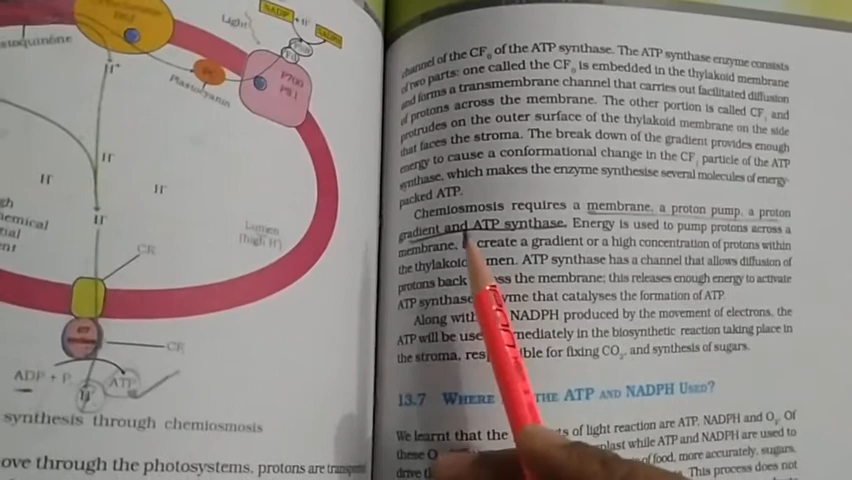 NADP + H⁺
NADPH
Light
P700
PS I
PC
Plastocyanin
H⁺
H⁺
H⁺
H⁺
H⁺
Lumen
(high H⁺)
CF₀
CF₁
ADP + P
ATP
H⁺
synthesis through chemiosmosis
ove through the photosystems, protons are
channel of the CF₀ of the ATP synthase. The ATP synthase enzyme consists
of two parts: one called the CF₀ is embedded in the thylakoid membrane
and forms a transmembrane channel that carries out facilitated diffusion
of protons across the membrane. The other portion is called CF₁ and
protrudes on the outer surface of the thylakoid membrane on the side
that faces the stroma. The break down of the gradient provides enough
energy to cause a conformational change in the CF₁ particle of the ATP
synthase, which makes the enzyme synthesise several molecules of energy-
packed ATP.
Chemiosmosis requires a membrane, a proton pump, a proton
gradient and ATP synthase. Energy is used to pump protons across a
membrane, create a gradient or a high concentration of protons within
the thylakoid men. ATP synthase has a channel that allows diffusion of
protons back ss the membrane; this releases enough energy to activate
ATP synthase yme that catalyses the formation of ATP.
Along with NADPH produced by the movement of electrons, the
ATP will be use mediately in the biosynthetic reaction taking place in
the stroma, res ible for fixing CO₂, and synthesis of sugars.
13.7 WHERE THE ATP AND NADPH USED?
We learnt that the ts of light reaction are ATP, NADPH and O₂. Of
these O plast while ATP and NADPH are used to
drive th of food, more accurately, sugars.
This process does not